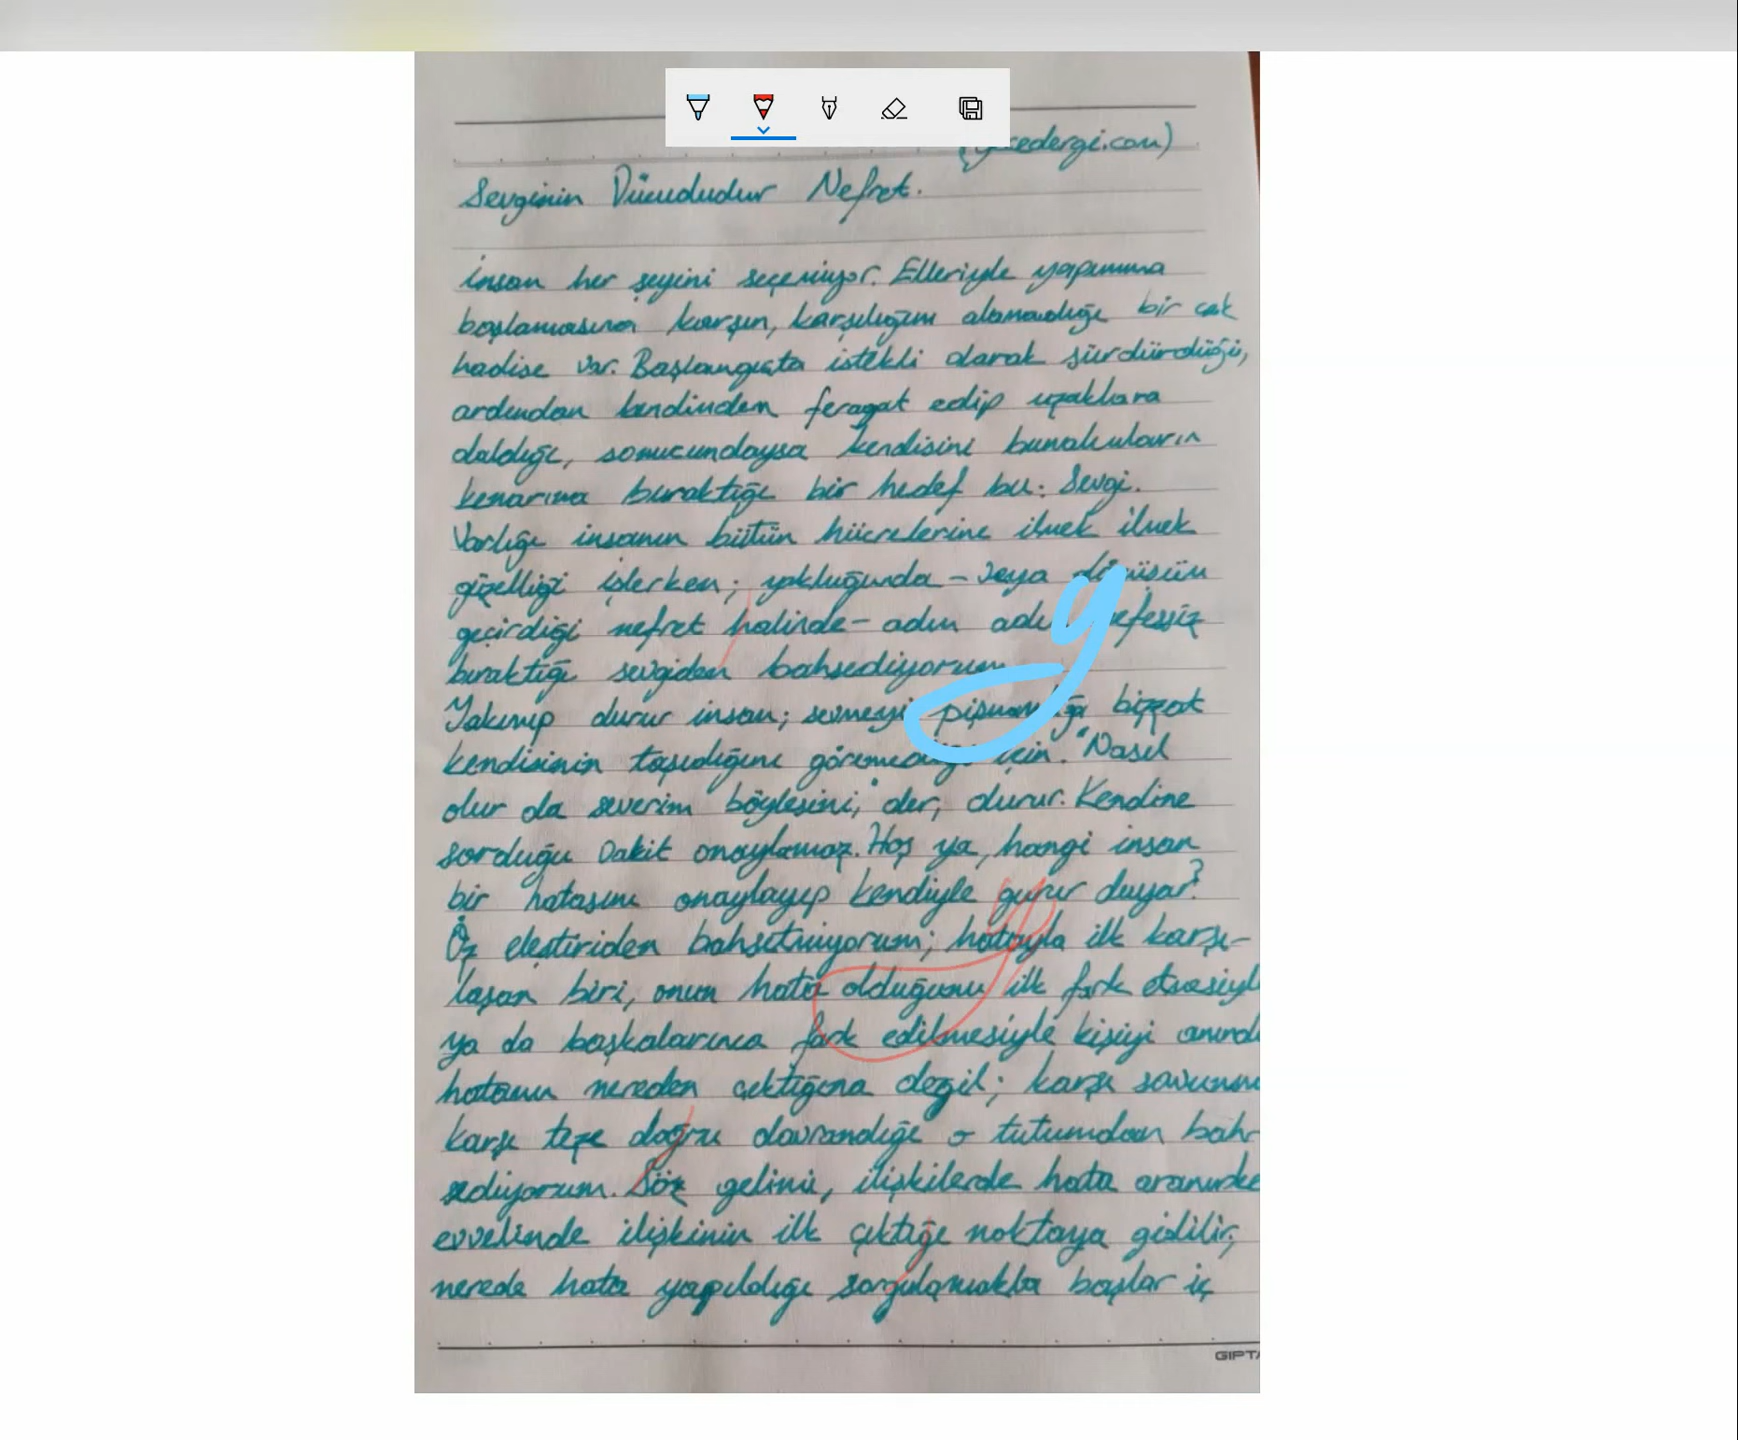 (gecedergi.com)
Sevginin Vücududur Nefret.
İnsan her şeyini seçemiyor. Elleriyle yapımına
başlamasına karşın, karşılığını alamadığı bir çok
hadise var. Başlangıçta istekli olarak sürdürdüğü,
ardından kendinden feragat edip uzaklara
daldığı, sonucundaysa kendisini bunalımların
kenarına bıraktığı bir hedef bu: Sevgi.
Varlığı insanın bütün hücrelerine ilmek ilmek
güzelliği işlerken; yokluğunda - veya dönüşüm
geçirdiği nefret halinde - adım adım nefessiz
bıraktığı sevgiden bahsediyorum.
Yakınıp durur insan; sevmeyi pişmanlığa bizzat
kendisinin taşıdığını göremediği için. "Nasıl
olur da severim böylesini," der, durur. Kendine
sorduğu vakit onaylamaz. Hoş ya, hangi insan
bir hatasını onaylayıp kendiyle gurur duyar?
Öz eleştiriden bahsetmiyorum; hatayla ilk karşı-
laşan biri, onun hata olduğunu ilk fark etmesiyle
ya da başkalarınca fark edilmesiyle kişiyi anında
hatanın nereden çıktığına değil; karşı savunma
karşı teze doğru davrandığı o tutumdan bah-
sediyorum. Söz gelimi, ilişkilerde hata aranırken
evvelinde ilişkinin ilk çıktığı noktaya gidilir;
nerede hata yapıldığı sorgulamakla başlar iç
GIPTA